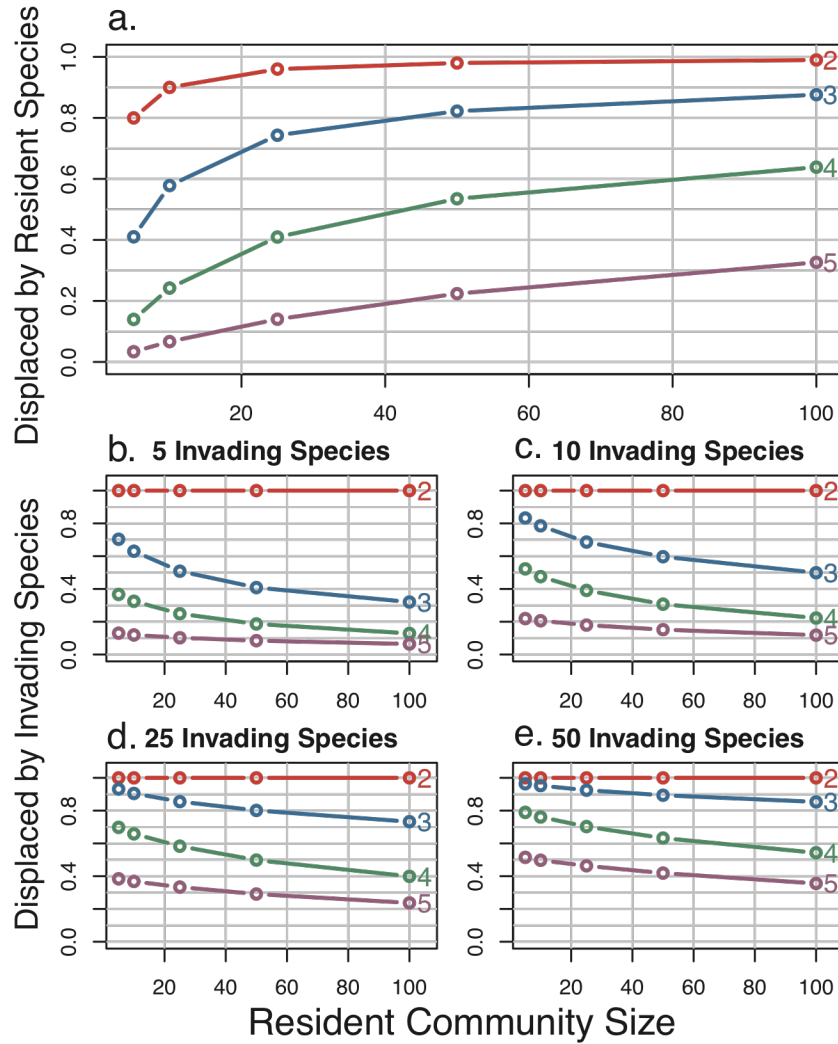 a.
Displaced by Resident Species
1.0
0.8
0.6
0.4
0.2
0.0
2
3
4
5
20 40 60 80 100
b. 5 Invading Species
c. 10 Invading Species
Displaced by Invading Species
0.8
0.4
0.0
2
3
4
5
20 40 60 80 100
0.8
0.4
0.0
2
3
4
5
20 40 60 80 100
d. 25 Invading Species
e. 50 Invading Species
0.8
0.4
0.0
2
3
4
5
20 40 60 80 100
0.8
0.4
0.0
2
3
4
5
20 40 60 80 100
Resident Community Size